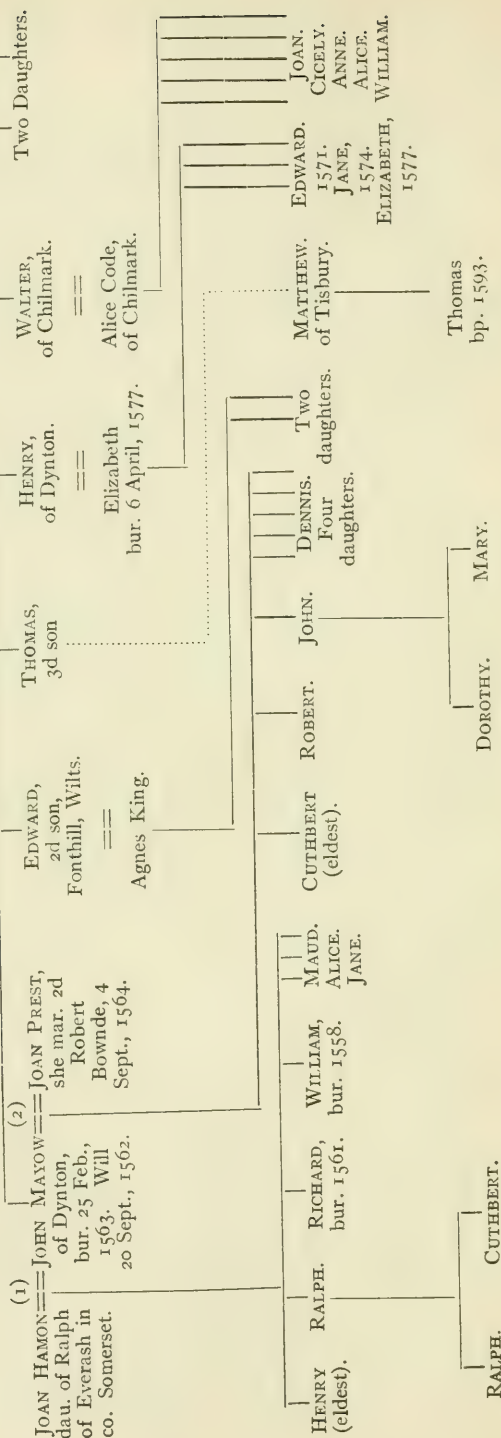 (1)
JOAN HAMON==JOHN MAYOW==JOAN PREST,
(2)
dau. of Ralph
of Everash in
co. Somerset.
of Dynton,
bur. 25 Feb.,
1563. Will
20 Sept., 1562.
she mar. 2d
Robert
Bownde, 4
Sept., 1564.
EDWARD,
2d son,
Fonthill, Wilts.
==
Agnes King.
THOMAS,
3d son
HENRY,
of Dynton.
==
Elizabeth
bur. 6 April, 1577.
WALTER,
of Chilmark.
==
Alice Code,
of Chilmark.
Two Daughters.
HENRY
(eldest).
RALPH.
RICHARD,
bur. 1561.
WILLIAM,
bur. 1558.
MAUD.
ALICE.
JANE.
CUTHBERT
(eldest).
ROBERT.
JOHN.
DENNIS.
Four
daughters.
Two
daughters.
MATTHEW.
of Tisbury.
EDWARD.
1571.
JANE,
1574.
ELIZABETH,
1577.
JOAN.
CICELY.
ANNE.
ALICE.
WILLIAM.
RALPH.
CUTHBERT.
DOROTHY.
MARY.
Thomas
bp. 1593.